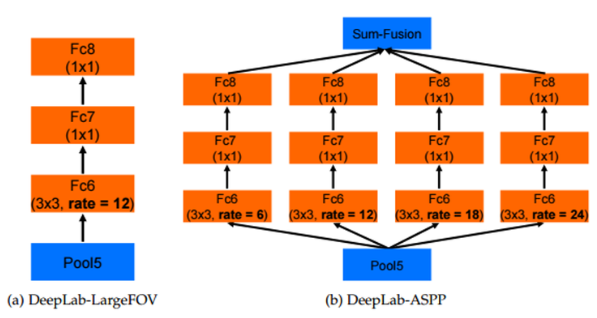 Fc8
(1x1)
Fc7
(1x1)
Fc6
(3x3, rate = 12)
Pool5
(a) DeepLab-LargeFOV
Sum-Fusion
Fc8
(1x1)
Fc8
(1x1)
Fc8
(1x1)
Fc8
(1x1)
Fc7
(1x1)
Fc7
(1x1)
Fc7
(1x1)
Fc7
(1x1)
Fc6
(3x3, rate = 6)
Fc6
(3x3, rate = 12)
Fc6
(3x3, rate = 18)
Fc6
(3x3, rate = 24)
Pool5
(b) DeepLab-ASPP